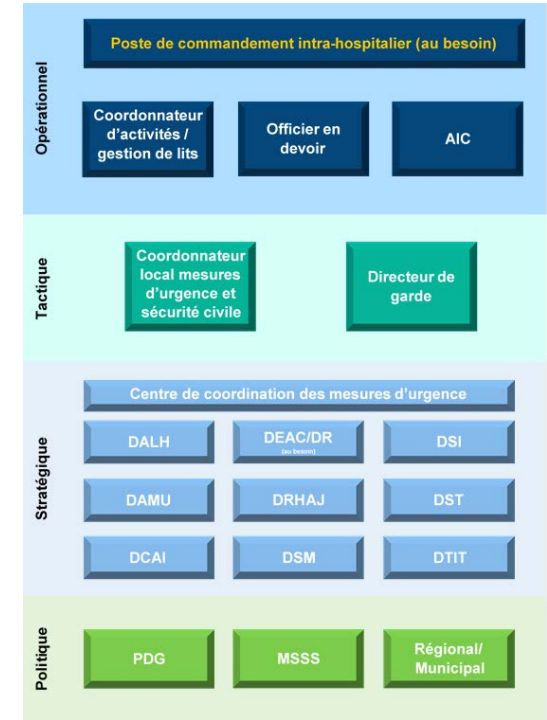 Opérationnel
Poste de commandement intra-hospitalier (au besoin)
Coordonnateur
d'activités /
gestion de lits
Officier en
devoir
AIC
Tactique
Coordonnateur
local mesures
d'urgence et
sécurité civile
Directeur de
garde
Stratégique
Centre de coordination des mesures d'urgence
DALH
DEAC/DR
(au besoin)
DSI
DAMU
DRHAJ
DST
DCAI
DSM
DTIT
Politique
PDG
MSSS
Régional/
Municipal